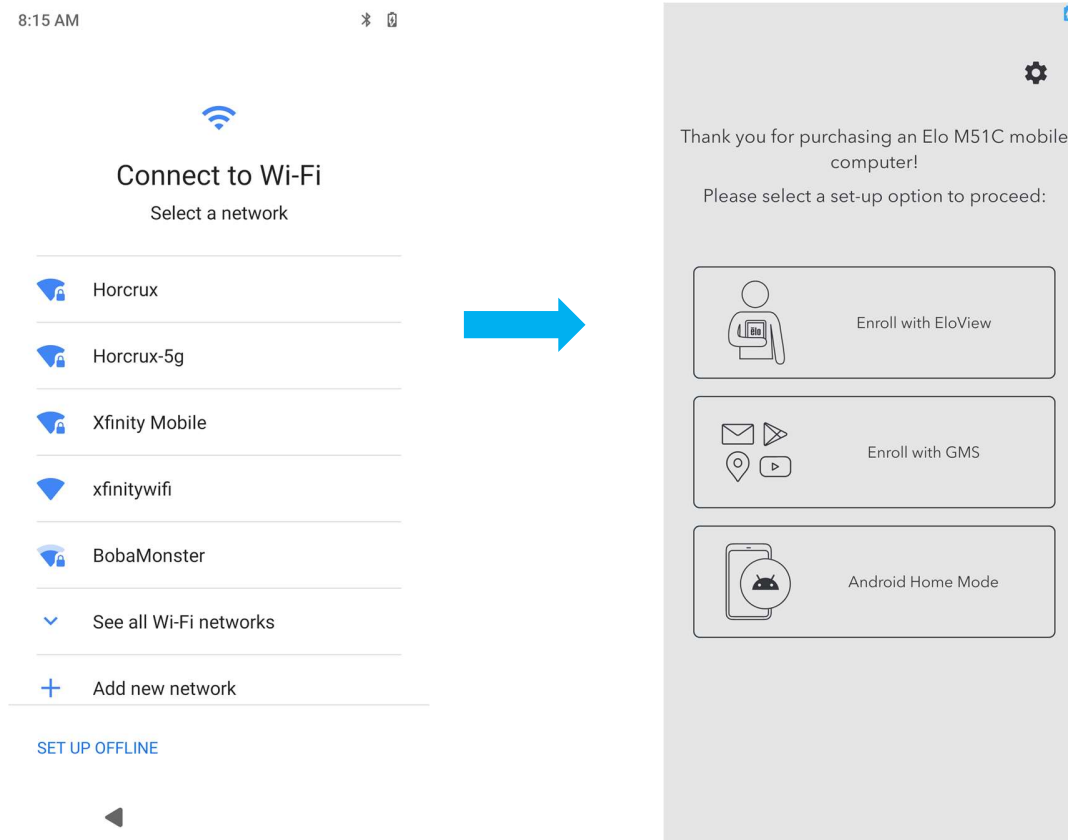 8:15 AM
Connect to Wi-Fi
Select a network
Horcrux
Horcrux-5g
Xfinity Mobile
xfinitywifi
BobaMonster
See all Wi-Fi networks
Add new network
SET UP OFFLINE
Thank you for purchasing an Elo M51C mobile
computer!
Please select a set-up option to proceed:
Elo
Enroll with EloView
Enroll with GMS
Android Home Mode